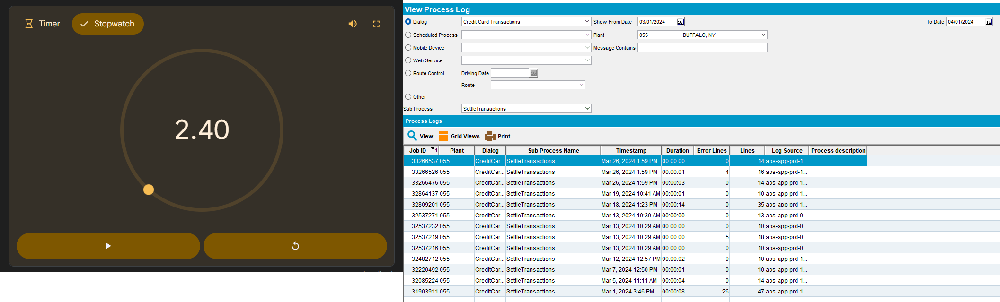 Timer
Stopwatch
2.40
View Process Log
Dialog Credit Card Transactions Show From Date 03/01/2024 16 To Date 04/01/2024 16
Scheduled Process Plant 055 | BUFFALO, NY
Mobile Device Message Contains
Web Service
Route Control Driving Date 16
Route
Other
Sub Process SettleTransactions
Process Logs
View Grid Views Print
Job ID 1 Plant Dialog Sub Process Name Timestamp Duration Error Lines Lines Log Source Process description
33266537 055 CreditCar... SettleTransactions Mar 26, 2024 1:59 PM 00:00:00 0 14 abs-app-prd-1...
33266526 055 CreditCar... SettleTransactions Mar 26, 2024 1:59 PM 00:00:01 4 16 abs-app-prd-1...
33266476 055 CreditCar... SettleTransactions Mar 26, 2024 1:59 PM 00:00:03 0 14 abs-app-prd-1...
32864137 055 CreditCar... SettleTransactions Mar 19, 2024 10:41 AM 00:00:01 0 10 abs-app-prd-1...
32809201 055 CreditCar... SettleTransactions Mar 18, 2024 1:23 PM 00:00:14 0 35 abs-app-prd-1...
32537271 055 CreditCar... SettleTransactions Mar 13, 2024 10:30 AM 00:00:00 0 13 abs-app-prd-0...
32537232 055 CreditCar... SettleTransactions Mar 13, 2024 10:29 AM 00:00:00 0 10 abs-app-prd-0...
32537219 055 CreditCar... SettleTransactions Mar 13, 2024 10:29 AM 00:00:00 5 18 abs-app-prd-0...
32537216 055 CreditCar... SettleTransactions Mar 13, 2024 10:29 AM 00:00:00 0 10 abs-app-prd-0...
32482712 055 CreditCar... SettleTransactions Mar 12, 2024 12:57 PM 00:00:02 0 10 abs-app-prd-1...
32220492 055 CreditCar... SettleTransactions Mar 7, 2024 12:50 PM 00:00:01 0 10 abs-app-prd-1...
32085224 055 CreditCar... SettleTransactions Mar 5, 2024 11:11 AM 00:00:04 0 14 abs-app-prd-1...
31903911 055 CreditCar... SettleTransactions Mar 1, 2024 3:46 PM 00:00:08 26 47 abs-app-prd-1...